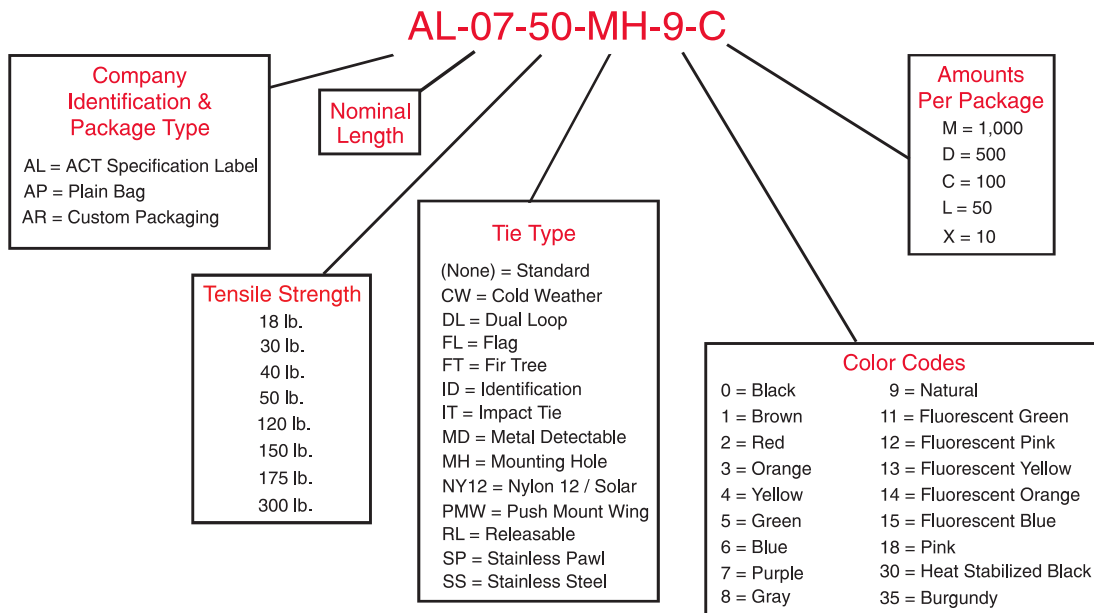 AL-07-50-MH-9-C
Company
Identification &
Package Type
AL = ACT Specification Label
AP = Plain Bag
AR = Custom Packaging
Nominal
Length
Tensile Strength
18 lb.
30 lb.
40 lb.
50 lb.
120 lb.
150 lb.
175 lb.
300 lb.
Tie Type
(None) = Standard
CW = Cold Weather
DL = Dual Loop
FL = Flag
FT = Fir Tree
ID = Identification
IT = Impact Tie
MD = Metal Detectable
MH = Mounting Hole
NY12 = Nylon 12 / Solar
PMW = Push Mount Wing
RL = Releasable
SP = Stainless Pawl
SS = Stainless Steel
Amounts
Per Package
M = 1,000
D = 500
C = 100
L = 50
X = 10
Color Codes
0 = Black
1 = Brown
2 = Red
3 = Orange
4 = Yellow
5 = Green
6 = Blue
7 = Purple
8 = Gray
9 = Natural
11 = Fluorescent Green
12 = Fluorescent Pink
13 = Fluorescent Yellow
14 = Fluorescent Orange
15 = Fluorescent Blue
18 = Pink
30 = Heat Stabilized Black
35 = Burgundy